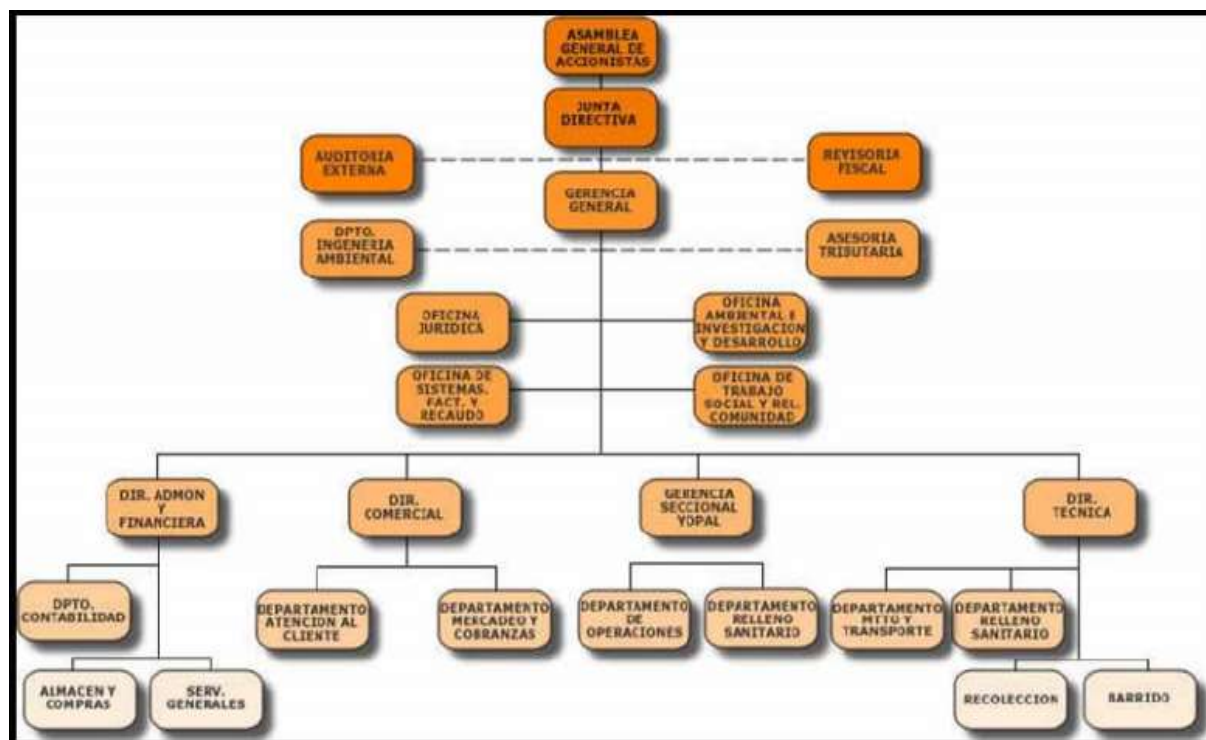 ASAMBLEA
GENERAL DE
ACCIONISTAS
JUNTA
DIRECTIVA
AUDITORIA
EXTERNA
REVISORIA
FISCAL
GERENCIA
GENERAL
DPTO.
INGENERIA
AMBIENTAL
ASESORIA
TRIBUTARIA
OFICINA
JURIDICA
OFICINA
AMBIENTAL E
INVESTIGACION
Y DESARROLLO
OFICINA DE
SISTEMAS,
FACT. Y
RECAUDO
OFICINA DE
TRABAJO
SOCIAL Y REL.
COMUNIDAD
DIR. ADMON
Y
FINANCIERA
DIR.
COMERCIAL
GERENCIA
SECCIONAL
YOPAL
DIR.
TECNICA
DPTO.
CONTABILIDAD
DEPARTAMENTO
ATENCION AL
CLIENTE
DEPARTAMENTO
MERCADEO Y
COBRANZAS
DEPARTAMENTO
DE
OPERACIONES
DEPARTAMENTO
RELLENO
SANITARIO
DEPARTAMENTO
MTTO Y
TRANSPORTE
DEPARTAMENTO
RELLENO
SANITARIO
ALMACEN Y
COMPRAS
SERV.
GENERALES
RECOLECCION
BARRIDO